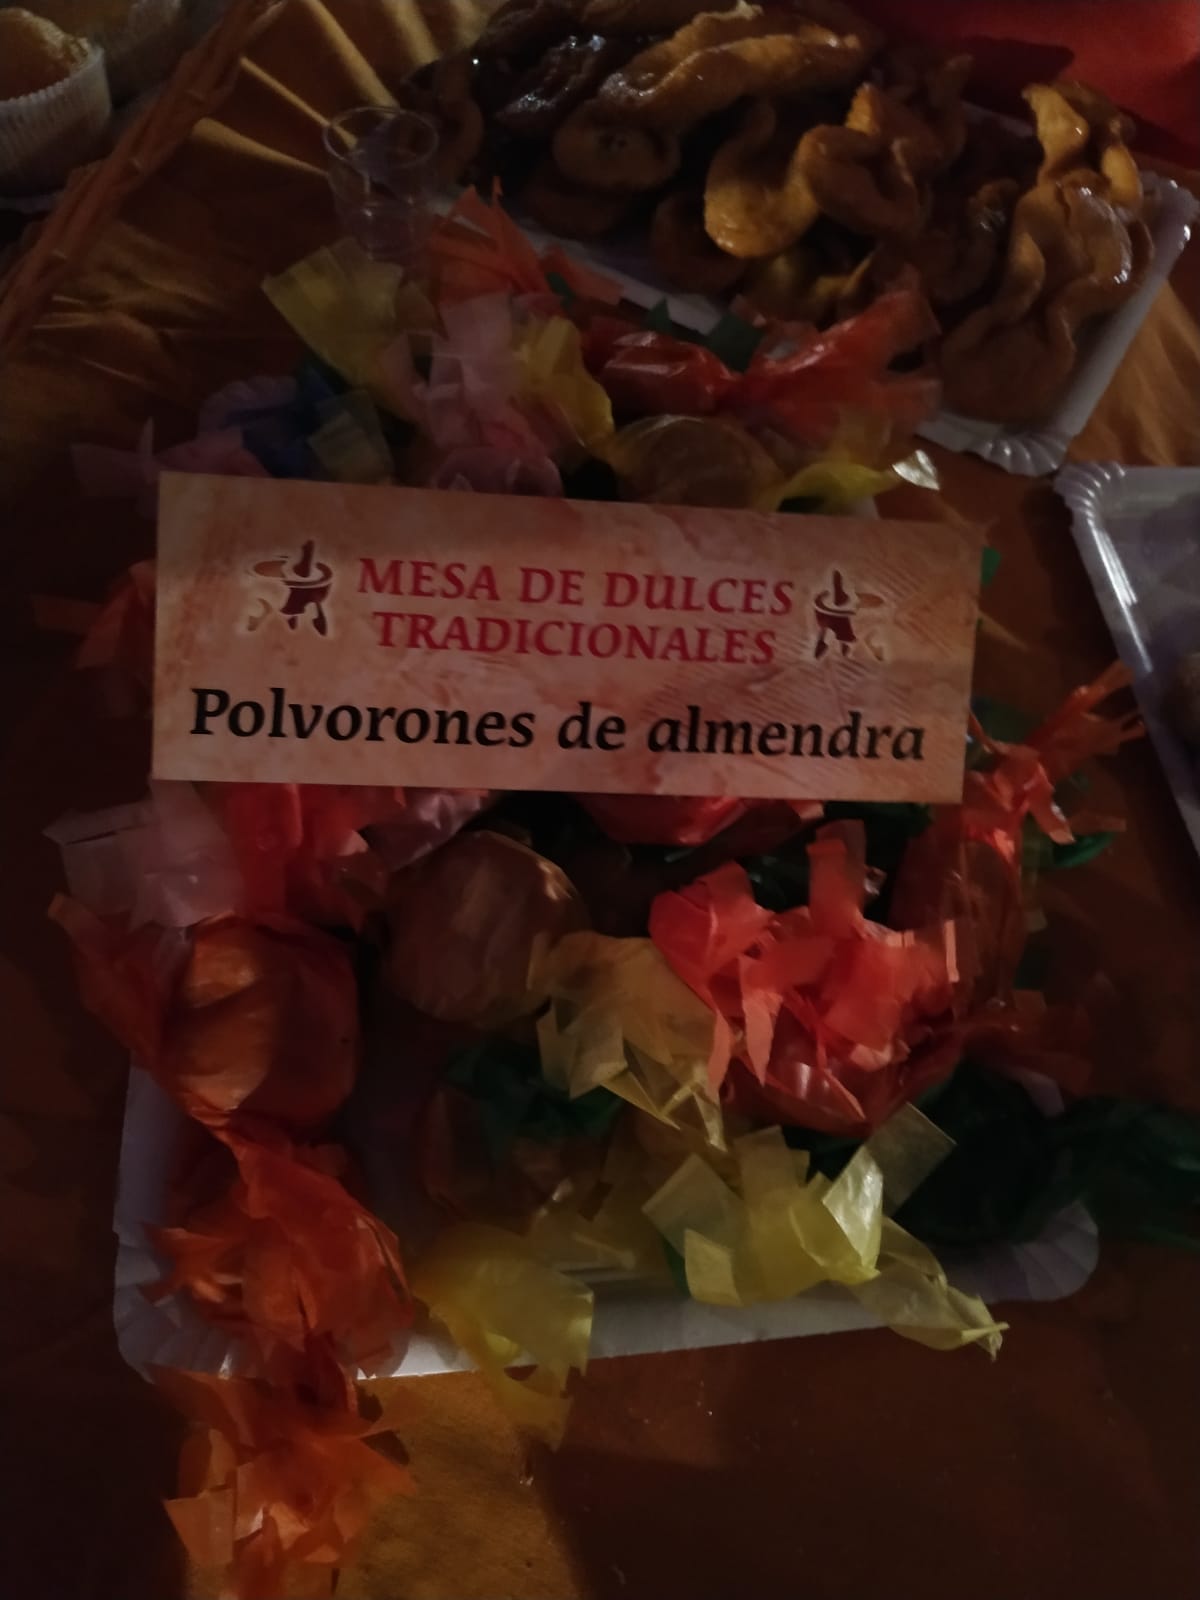 MESA DE DULCES
TRADICIONALES
Polvorones de almendra